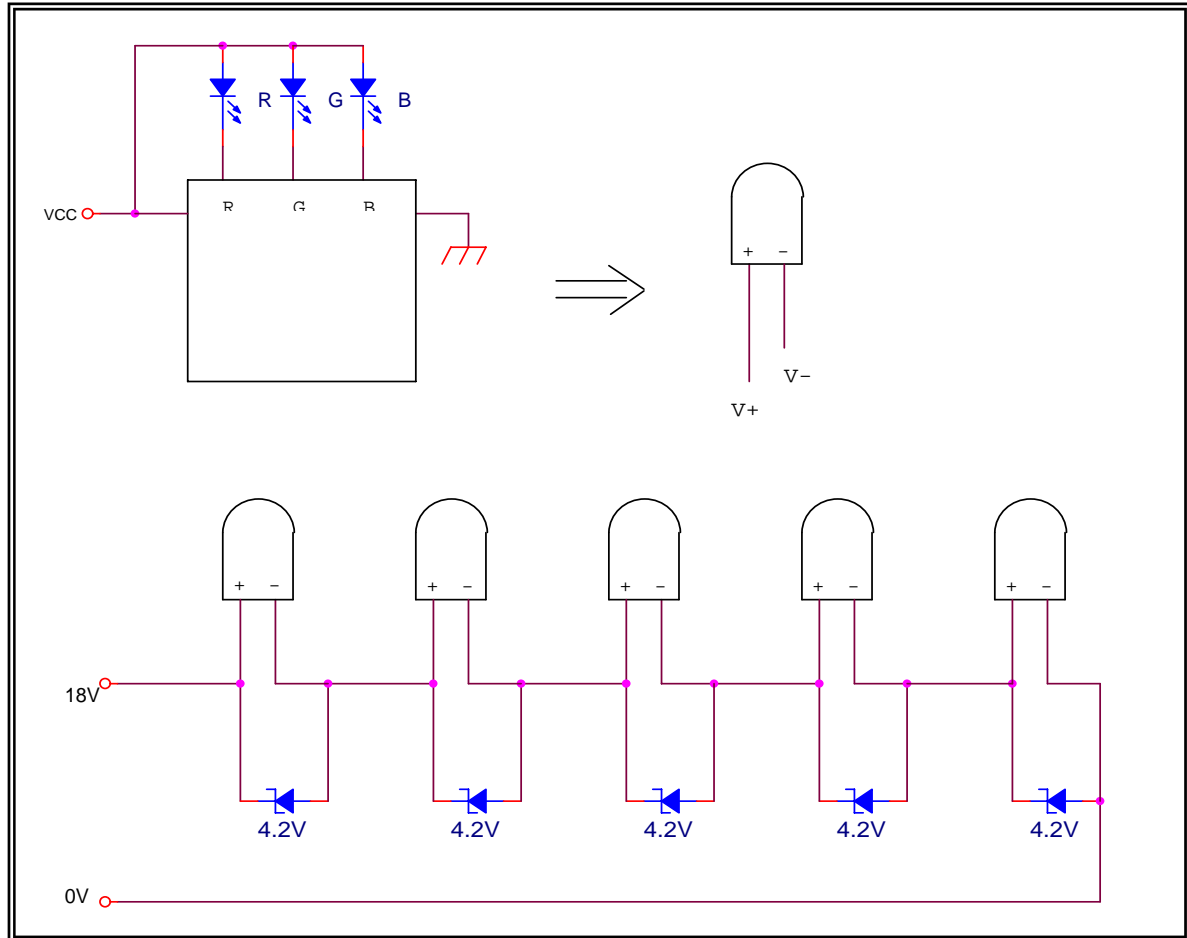 R G B
R G B
VCC
+ −
V−
V+
+ − + − + − + − + −
18V
4.2V 4.2V 4.2V 4.2V 4.2V
0V